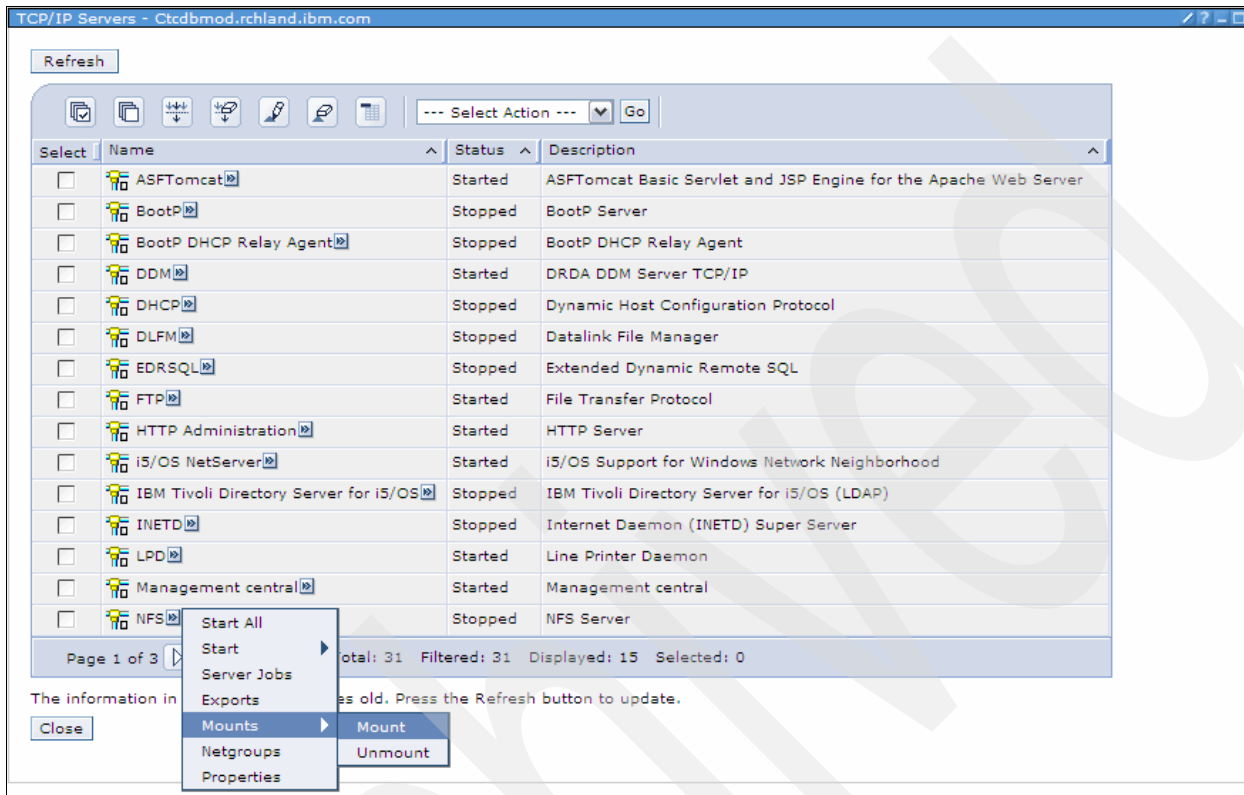 TCP/IP Servers - Ctcdbmod.rchland.ibm.com
Refresh
--- Select Action --- Go
Select Name Status Description
ASFTomcat Started ASFTomcat Basic Servlet and JSP Engine for the Apache Web Server
BootP Stopped BootP Server
BootP DHCP Relay Agent Stopped BootP DHCP Relay Agent
DDM Started DRDA DDM Server TCP/IP
DHCP Stopped Dynamic Host Configuration Protocol
DLFM Stopped Datalink File Manager
EDRSQL Stopped Extended Dynamic Remote SQL
FTP Started File Transfer Protocol
HTTP Administration Started HTTP Server
i5/OS NetServer Started i5/OS Support for Windows Network Neighborhood
IBM Tivoli Directory Server for i5/OS Stopped IBM Tivoli Directory Server for i5/OS (LDAP)
INETD Stopped Internet Daemon (INETD) Super Server
LPD Started Line Printer Daemon
Management central Started Management central
NFS Stopped NFS Server
Start All
Start
Page 1 of 3 Total: 31 Filtered: 31 Displayed: 15 Selected: 0
Server Jobs
The information in es old. Press the Refresh button to update.
Exports
Close
Mounts Mount
Netgroups Unmount
Properties